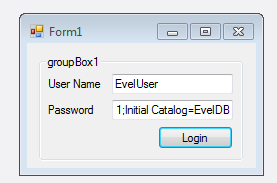 Form1
groupBox1
User Name EvelUser
Password 1;Initial Catalog=EvelDB
Login